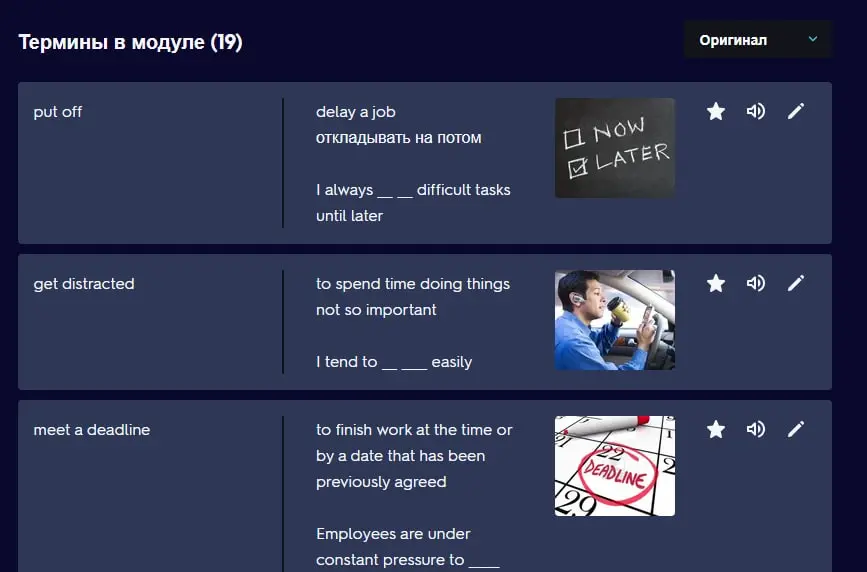 Термины в модуле (19)
Оригинал
put off
delay a job
откладывать на потом
I always __ __ difficult tasks
until later
NOW
LATER
get distracted
to spend time doing things
not so important
I tend to __ ___ easily
meet a deadline
to finish work at the time or
by a date that has been
previously agreed
Employees are under
constant pressure to ____
21
22
DEADLINE
29